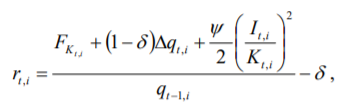 r_{t,i} = \frac{F_{K_{t,i}} + (1-\delta)\Delta q_{t,i} + \frac{\psi}{2}\left(\frac{I_{t,i}}{K_{t,i}}\right)^2}{q_{t-1,i}} - \delta ,